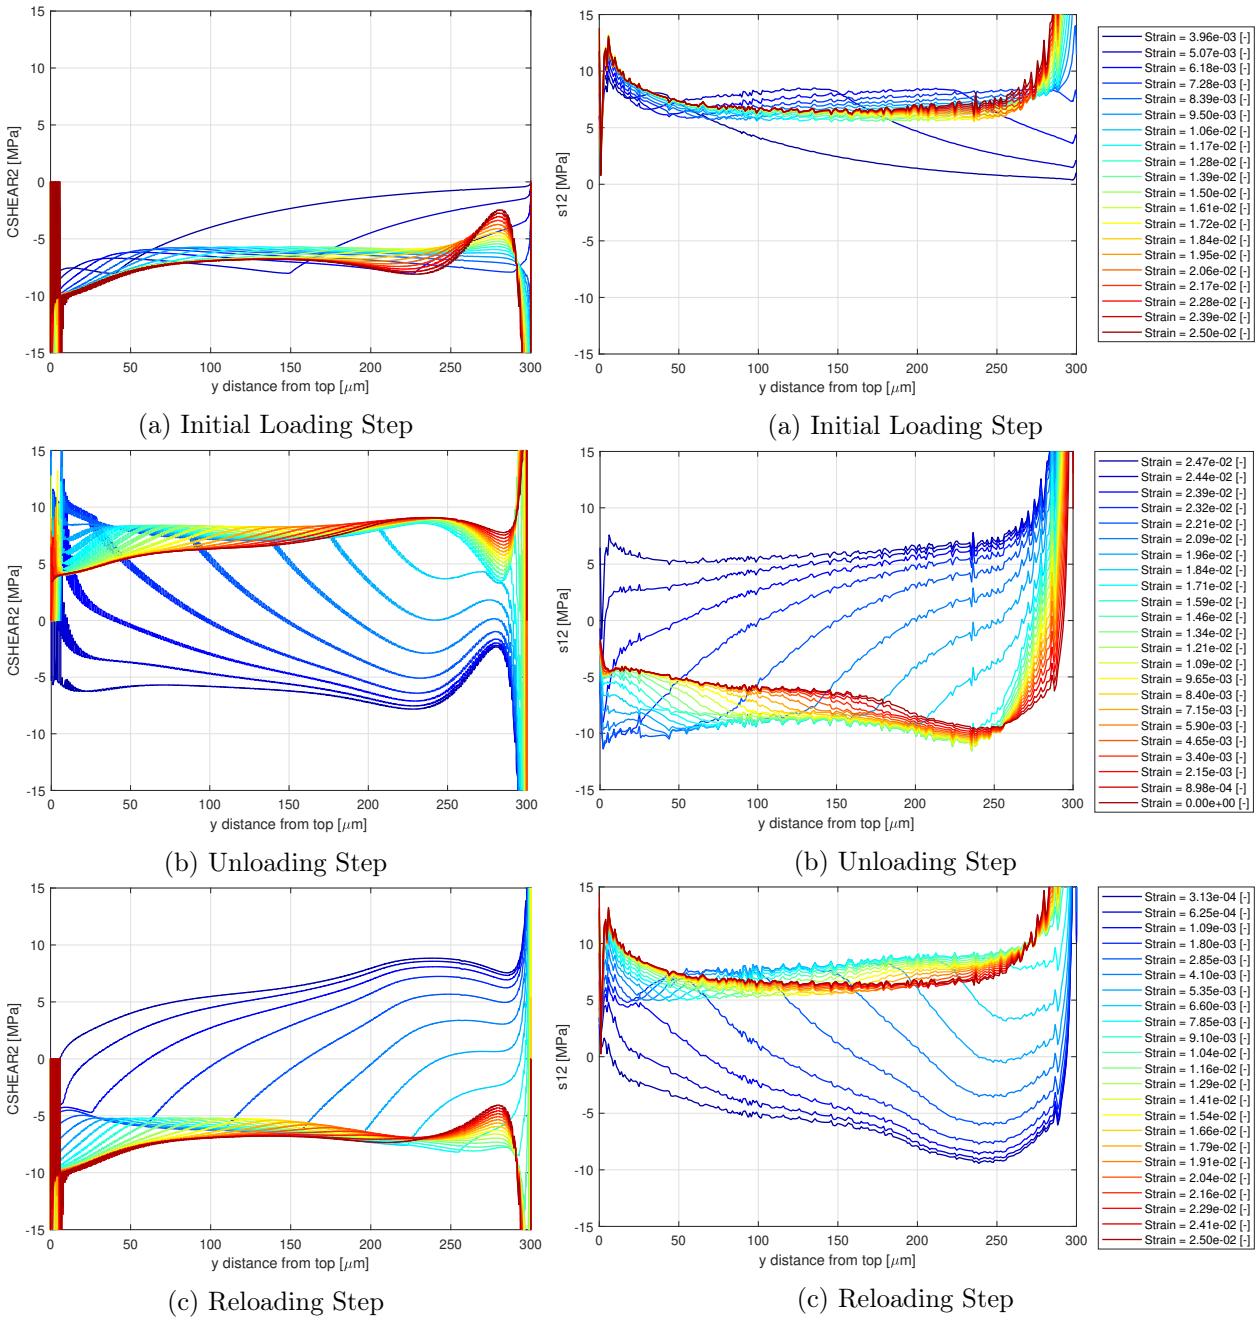 15
10
5
0
-5
-10
-15
CSHEAR2 [MPa]
0 50 100 150 200 250 300
y distance from top [μm]
(a) Initial Loading Step
15
10
5
0
-5
-10
-15
s12 [MPa]
0 50 100 150 200 250 300
y distance from top [μm]
(a) Initial Loading Step
Strain = 3.96e-03 [-]
Strain = 5.07e-03 [-]
Strain = 6.18e-03 [-]
Strain = 7.28e-03 [-]
Strain = 8.39e-03 [-]
Strain = 9.50e-03 [-]
Strain = 1.06e-02 [-]
Strain = 1.17e-02 [-]
Strain = 1.28e-02 [-]
Strain = 1.39e-02 [-]
Strain = 1.50e-02 [-]
Strain = 1.61e-02 [-]
Strain = 1.72e-02 [-]
Strain = 1.84e-02 [-]
Strain = 1.95e-02 [-]
Strain = 2.06e-02 [-]
Strain = 2.17e-02 [-]
Strain = 2.28e-02 [-]
Strain = 2.39e-02 [-]
Strain = 2.50e-02 [-]
15
10
5
0
-5
-10
-15
CSHEAR2 [MPa]
0 50 100 150 200 250 300
y distance from top [μm]
(b) Unloading Step
15
10
5
0
-5
-10
-15
s12 [MPa]
0 50 100 150 200 250 300
y distance from top [μm]
(b) Unloading Step
Strain = 2.47e-02 [-]
Strain = 2.44e-02 [-]
Strain = 2.39e-02 [-]
Strain = 2.32e-02 [-]
Strain = 2.21e-02 [-]
Strain = 2.09e-02 [-]
Strain = 1.96e-02 [-]
Strain = 1.84e-02 [-]
Strain = 1.71e-02 [-]
Strain = 1.59e-02 [-]
Strain = 1.46e-02 [-]
Strain = 1.34e-02 [-]
Strain = 1.21e-02 [-]
Strain = 1.09e-02 [-]
Strain = 9.65e-03 [-]
Strain = 8.40e-03 [-]
Strain = 7.15e-03 [-]
Strain = 5.90e-03 [-]
Strain = 4.65e-03 [-]
Strain = 3.40e-03 [-]
Strain = 2.15e-03 [-]
Strain = 8.98e-04 [-]
Strain = 0.00e+00 [-]
15
10
5
0
-5
-10
-15
CSHEAR2 [MPa]
0 50 100 150 200 250 300
y distance from top [μm]
(c) Reloading Step
15
10
5
0
-5
-10
-15
s12 [MPa]
0 50 100 150 200 250 300
y distance from top [μm]
(c) Reloading Step
Strain = 3.13e-04 [-]
Strain = 6.25e-04 [-]
Strain = 1.09e-03 [-]
Strain = 1.80e-03 [-]
Strain = 2.85e-03 [-]
Strain = 4.10e-03 [-]
Strain = 5.35e-03 [-]
Strain = 6.60e-03 [-]
Strain = 7.85e-03 [-]
Strain = 9.10e-03 [-]
Strain = 1.04e-02 [-]
Strain = 1.16e-02 [-]
Strain = 1.29e-02 [-]
Strain = 1.41e-02 [-]
Strain = 1.54e-02 [-]
Strain = 1.66e-02 [-]
Strain = 1.79e-02 [-]
Strain = 1.91e-02 [-]
Strain = 2.04e-02 [-]
Strain = 2.16e-02 [-]
Strain = 2.29e-02 [-]
Strain = 2.41e-02 [-]
Strain = 2.50e-02 [-]